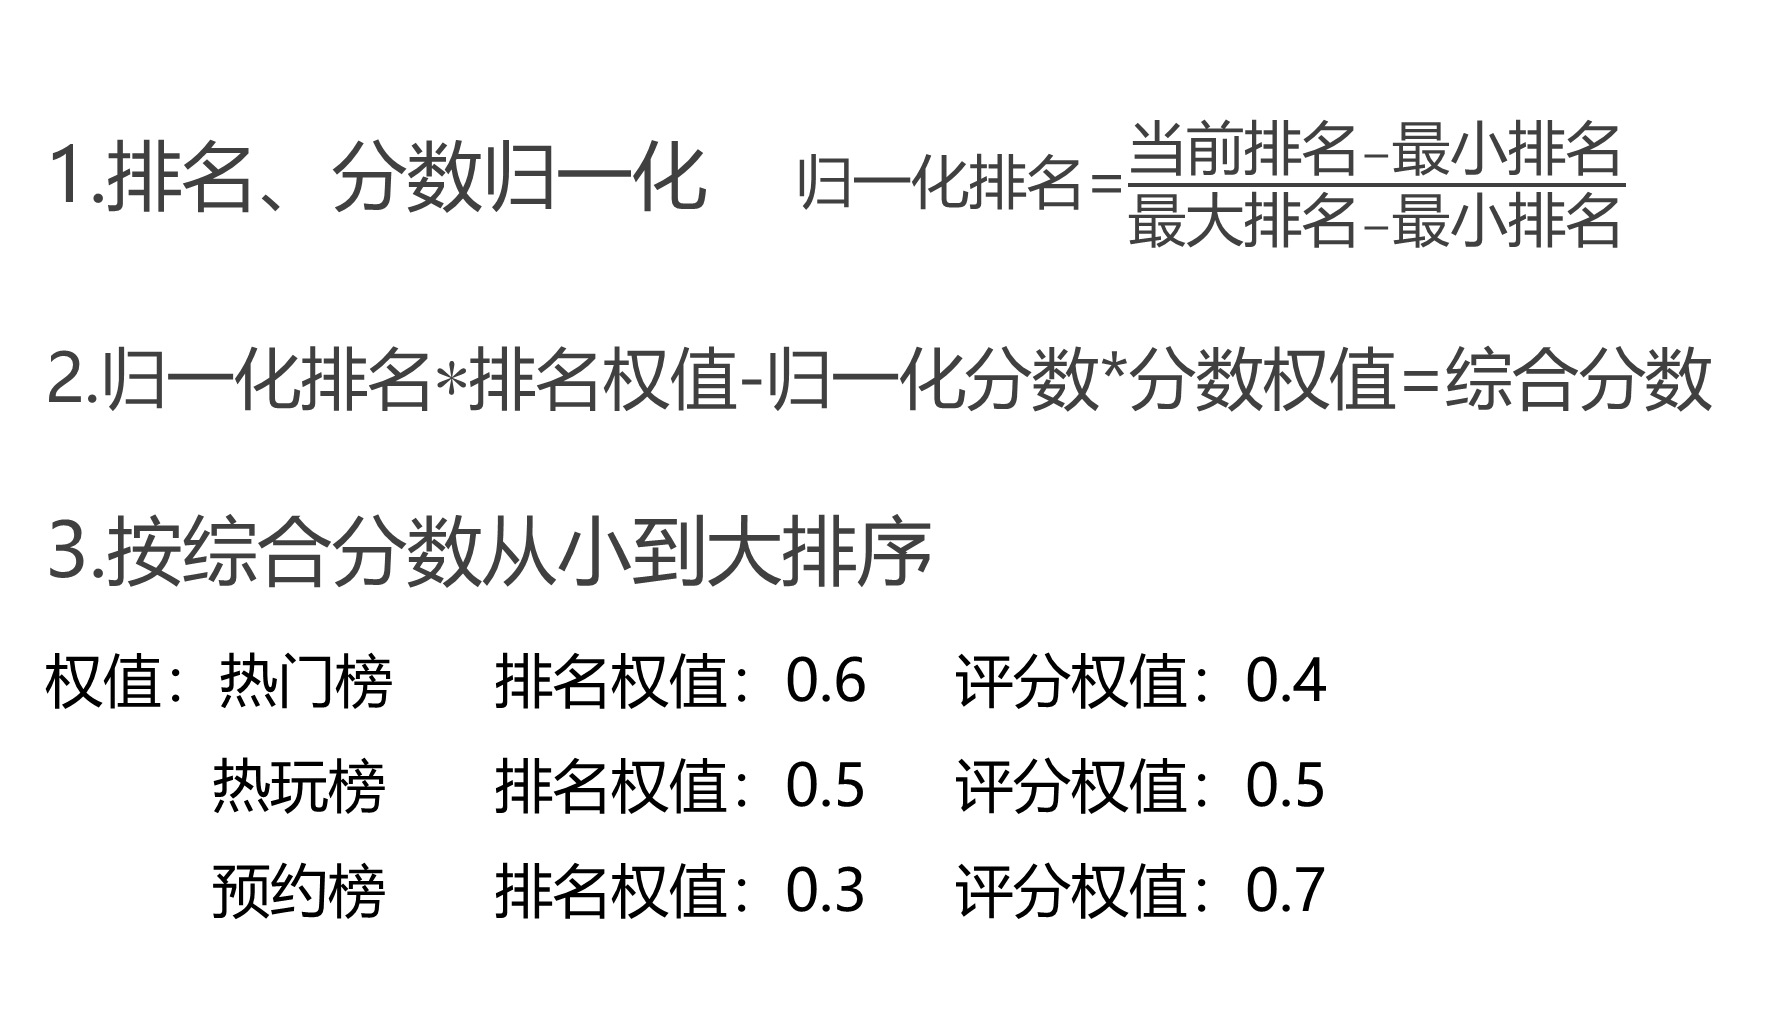 1.排名、分数归一化 归一化排名=当前排名-最小排名
最大排名-最小排名
2.归一化排名*排名权值-归一化分数*分数权值=综合分数
3.按综合分数从小到大排序
权值：热门榜 排名权值：0.6 评分权值：0.4
热玩榜 排名权值：0.5 评分权值：0.5
预约榜 排名权值：0.3 评分权值：0.7